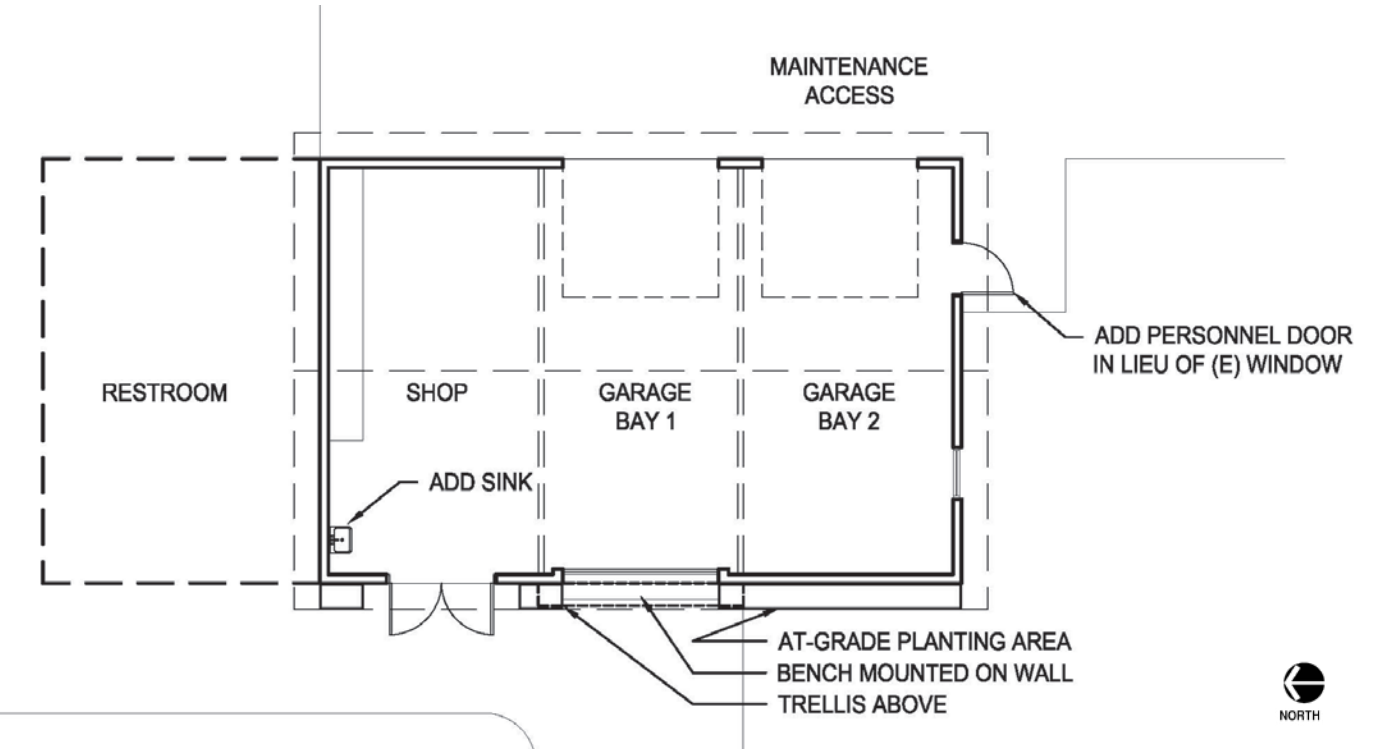 MAINTENANCE
ACCESS
ADD PERSONNEL DOOR
IN LIEU OF (E) WINDOW
RESTROOM
SHOP
GARAGE
BAY 1
GARAGE
BAY 2
ADD SINK
AT-GRADE PLANTING AREA
BENCH MOUNTED ON WALL
TRELLIS ABOVE
NORTH